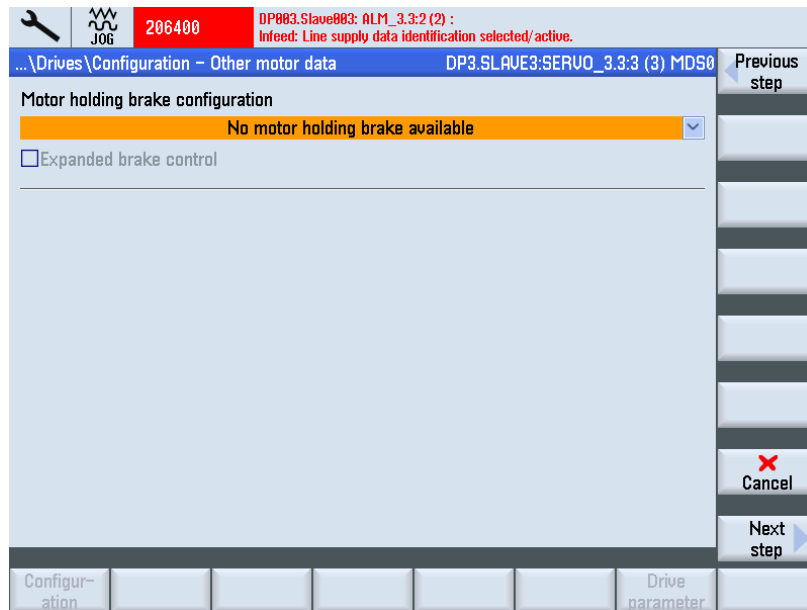 JOG
206400
DP003.Slave003: ALM_3.3:2 (2) :
Infeed: Line supply data identification selected/active.
...\Drives\Configuration - Other motor data
DP3.SLAVE3:SERVO_3.3:3 (3) MDS0
Previous
step
Motor holding brake configuration
No motor holding brake available
Expanded brake control
Cancel
Next
step
Configur-
ation
Drive
parameter